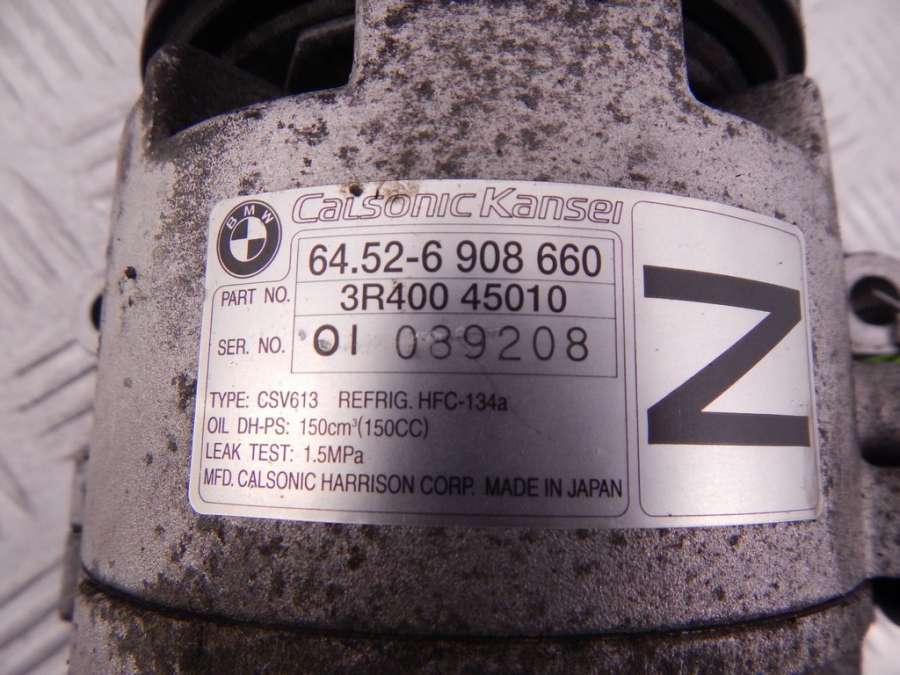 BMW Calsonic Kansei
64.52-6 908 660
PART NO. 3R400 45010
SER. NO. 01 089208
TYPE: CSV613 REFRIG. HFC-134a
OIL DH-PS: 150cm³(150CC)
LEAK TEST: 1.5MPa
MFD. CALSONIC HARRISON CORP. MADE IN JAPAN
Z